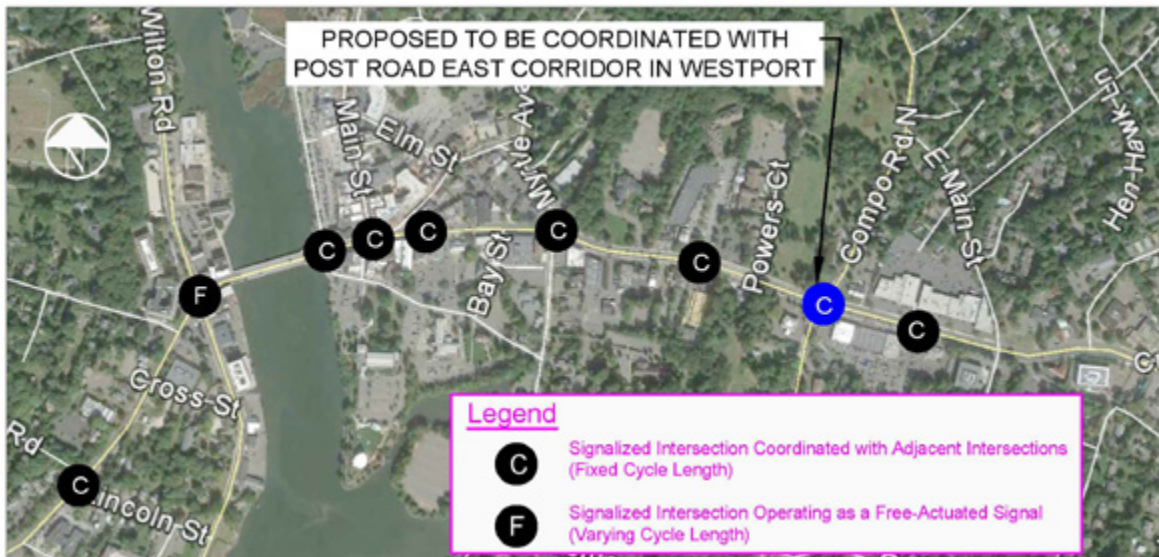 PROPOSED TO BE COORDINATED WITH
POST ROAD EAST CORRIDOR IN WESTPORT
Wilton Rd
Main St
Elm St
Bay St
Powers Ct
Compo Rd N
E Main St
Hen Hawk Ln
C
C
C
C
C
C
C
F
Cross St
Rd
C
Lincoln St
Legend
C
Signalized Intersection Coordinated with Adjacent Intersections
(Fixed Cycle Length)
F
Signalized Intersection Operating as a Free-Actuated Signal
(Varying Cycle Length)